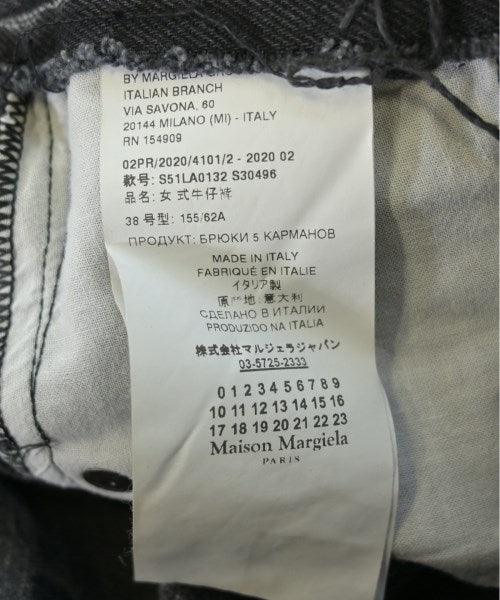 BY MARGIELA
ITALIAN BRANCH
VIA SAVONA, 60
20144 MILANO (MI) - ITALY
RN 154909
02PR/2020/4101/2 - 2020 02
款号: S51LA0132 S30496
品名: 女式牛仔裤
38 号型: 155/62A
ПРОДУКТ: БРЮКИ 5 КАРМАНОВ
MADE IN ITALY
FABRIQUÉ EN ITALIE
イタリア製
原产地:意大利
СДЕЛАНО В ИТАЛИИ
PRODUZIDO NA ITALIA
株式会社マルジェラジャパン
03-5725-2333
0 1 2 3 4 5 6 7 8 9
10 11 12 13 14 15 16
17 18 19 20 21 22 23
Maison Margiela
PARIS